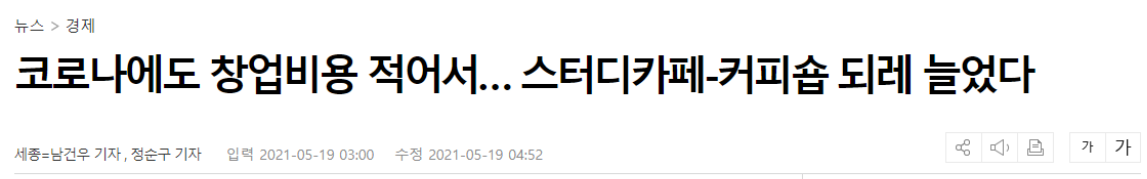 뉴스 > 경제
코로나에도 창업비용 적어서… 스터디카페-커피숍 되레 늘었다
세종=남건우 기자, 정순구 기자 입력 2021-05-19 03:00 수정 2021-05-19 04:52 가 가